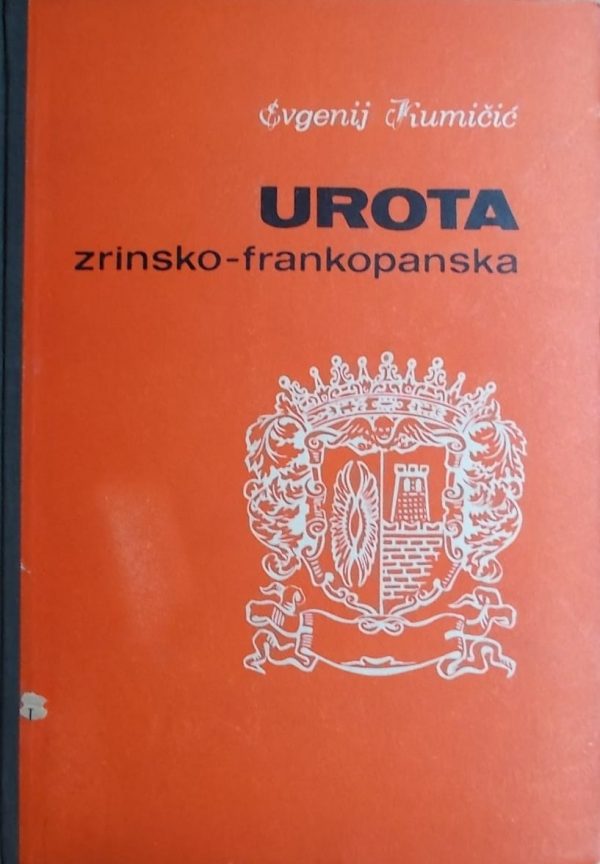 Evgenij Kumičić
UROTA
zrinsko-frankopanska